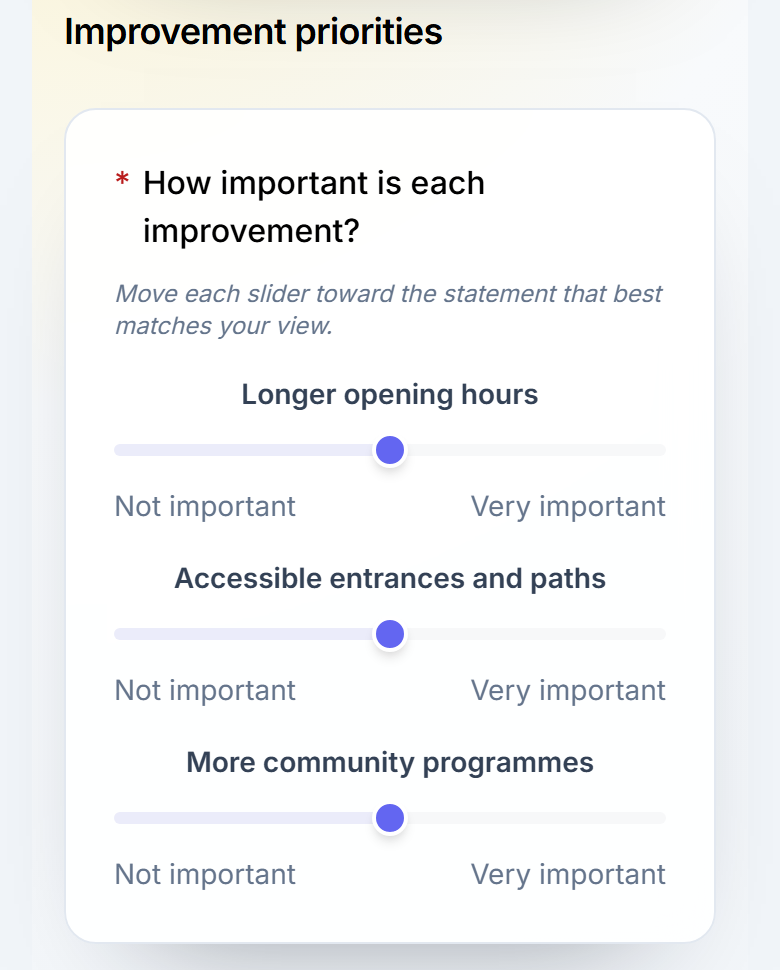 Improvement priorities
* How important is each
improvement?
Move each slider toward the statement that best
matches your view.
Longer opening hours
Not important Very important
Accessible entrances and paths
Not important Very important
More community programmes
Not important Very important